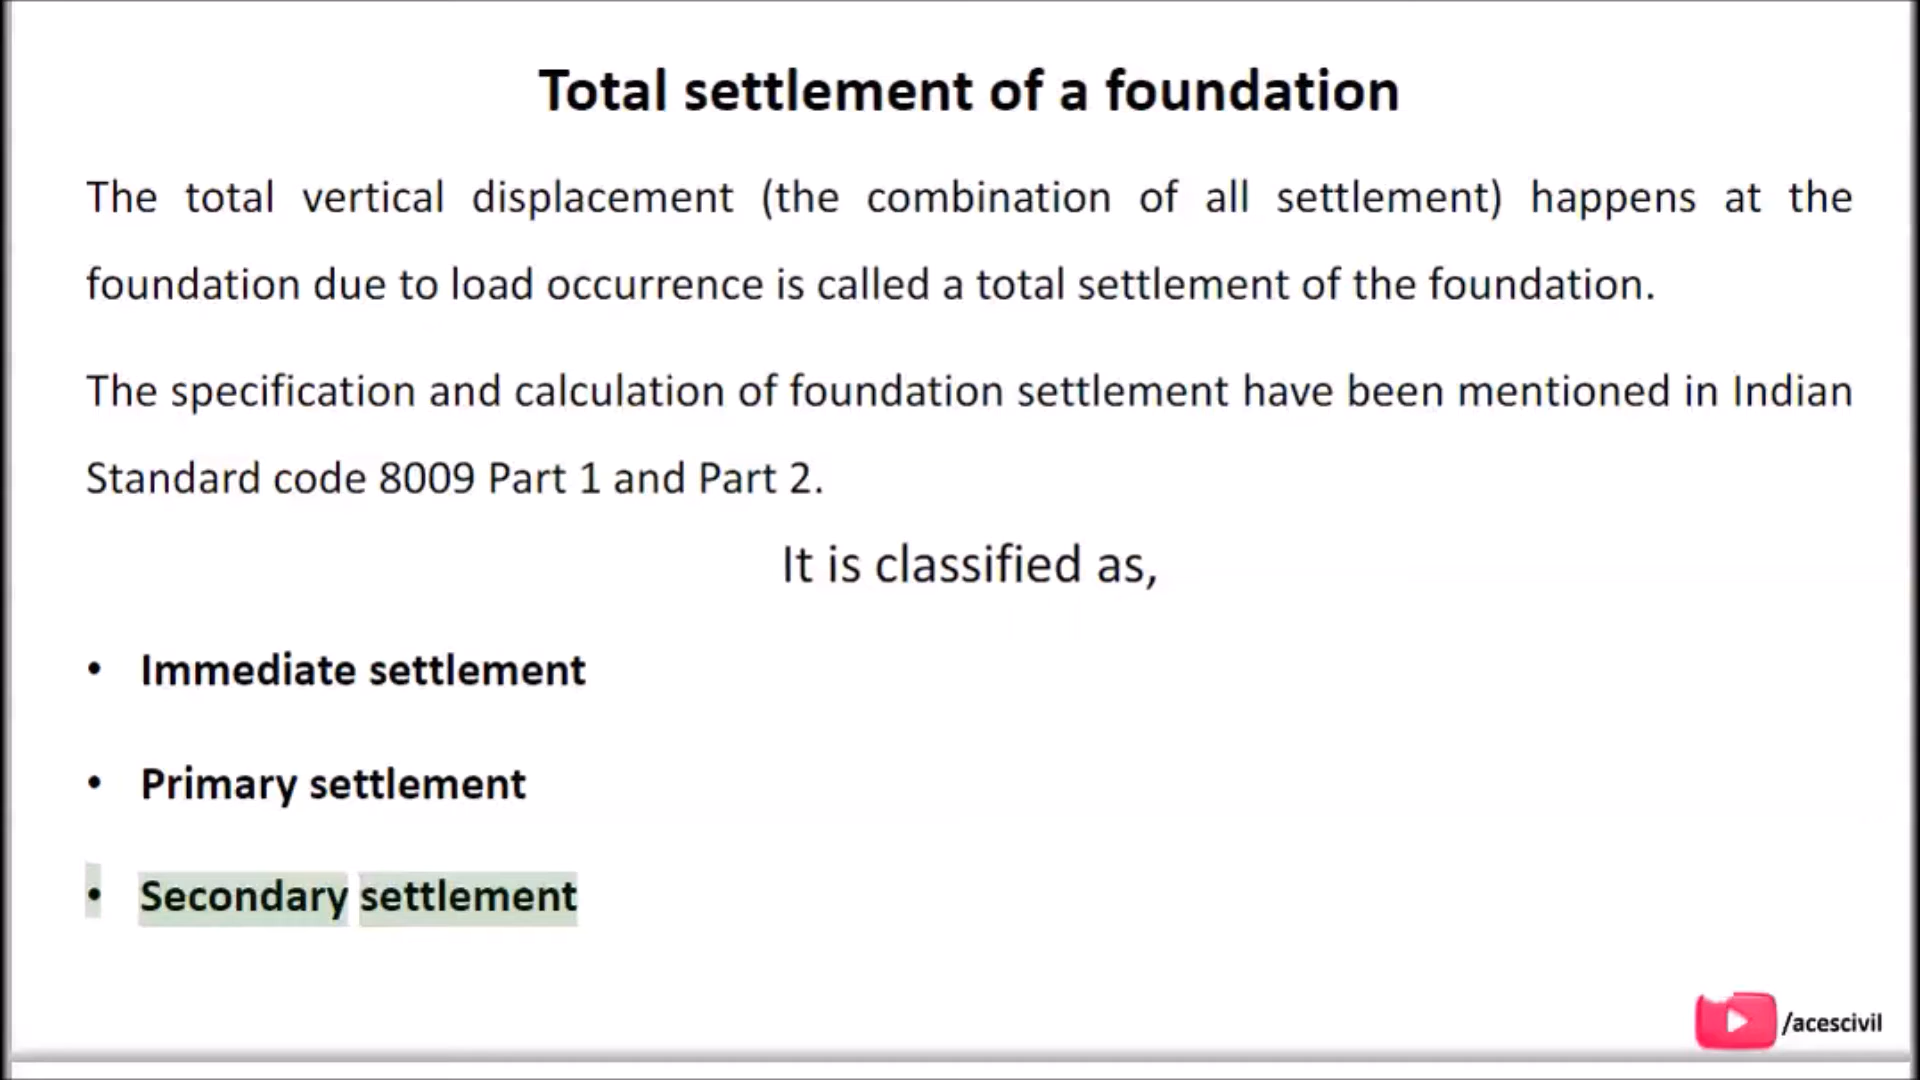 Total settlement of a foundation
The total vertical displacement (the combination of all settlement) happens at the
foundation due to load occurrence is called a total settlement of the foundation.
The specification and calculation of foundation settlement have been mentioned in Indian
Standard code 8009 Part 1 and Part 2.
It is classified as,
• Immediate settlement
• Primary settlement
• Secondary settlement
/acescivil